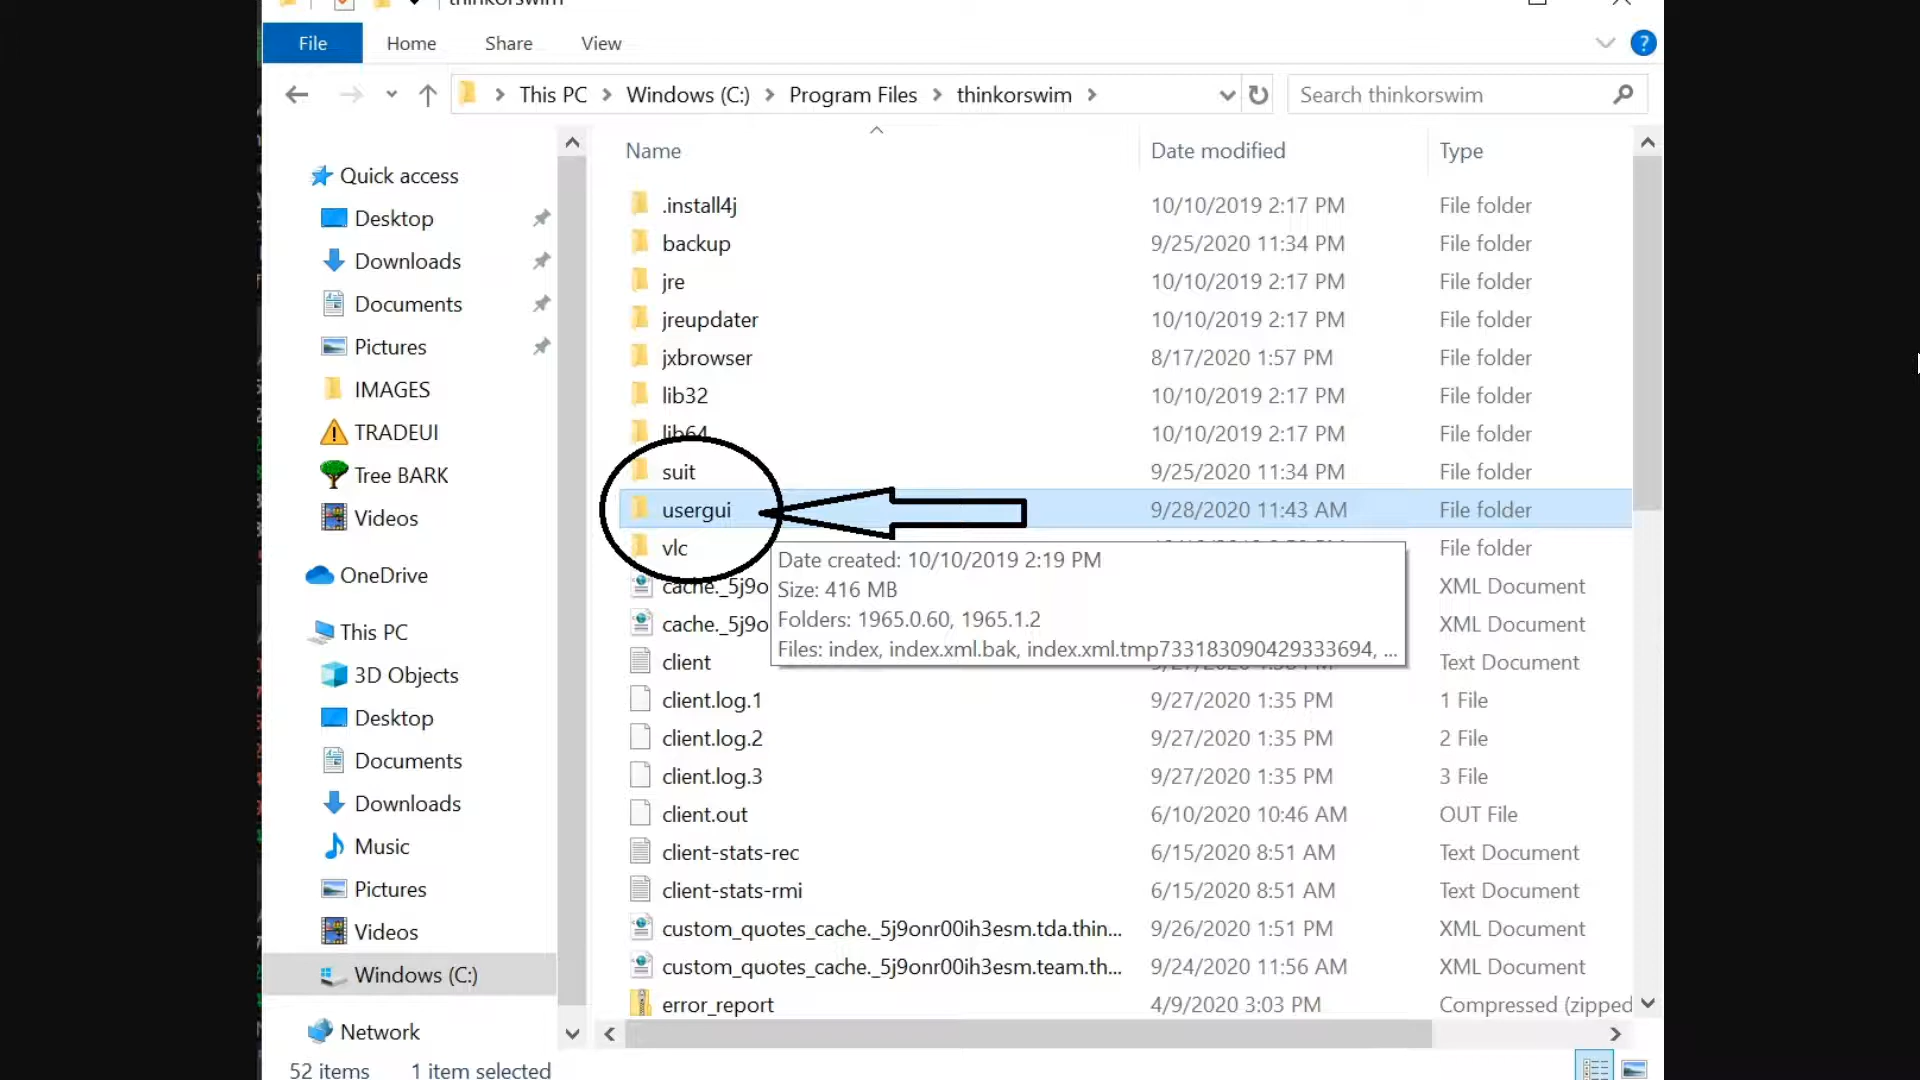 thinkorswim
File Home Share View
?
This PC Windows (C:) Program Files thinkorswim
Search thinkorswim
Quick access
Desktop
Downloads
Documents
Pictures
IMAGES
TRADEUI
Tree BARK
Videos
OneDrive
This PC
3D Objects
Desktop
Documents
Downloads
Music
Pictures
Videos
Windows (C:)
Network
Name Date modified Type
.install4j 10/10/2019 2:17 PM File folder
backup 9/25/2020 11:34 PM File folder
jre 10/10/2019 2:17 PM File folder
jreupdater 10/10/2019 2:17 PM File folder
jxbrowser 8/17/2020 1:57 PM File folder
lib32 10/10/2019 2:17 PM File folder
lib64 10/10/2019 2:17 PM File folder
suit 9/25/2020 11:34 PM File folder
usergui 9/28/2020 11:43 AM File folder
vlc File folder
Date created: 10/10/2019 2:19 PM
Size: 416 MB
Folders: 1965.0.60, 1965.1.2
Files: index, index.xml.bak, index.xml.tmp733183090429333694, ...
cache._5j9o XML Document
cache._5j9o XML Document
client Text Document
client.log.1 9/27/2020 1:35 PM 1 File
client.log.2 9/27/2020 1:35 PM 2 File
client.log.3 9/27/2020 1:35 PM 3 File
client.out 6/10/2020 10:46 AM OUT File
client-stats-rec 6/15/2020 8:51 AM Text Document
client-stats-rmi 6/15/2020 8:51 AM Text Document
custom_quotes_cache._5j9onr00ih3esm.tda.thin... 9/26/2020 1:51 PM XML Document
custom_quotes_cache._5j9onr00ih3esm.team.th... 9/24/2020 11:56 AM XML Document
error_report 4/9/2020 3:03 PM Compressed (zipped
52 items 1 item selected